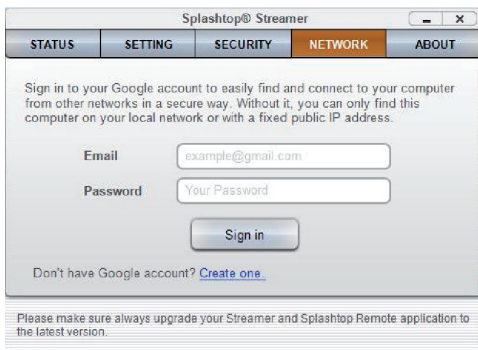 Splashtop® Streamer
STATUS SETTING SECURITY NETWORK ABOUT
Sign in to your Google account to easily find and connect to your computer
from other networks in a secure way. Without it, you can only find this
computer on your local network or with a fixed public IP address.
Email example@gmail.com
Password Your Password
Sign in
Don't have Google account? Create one.
Please make sure always upgrade your Streamer and Splashtop Remote application to
the latest version.